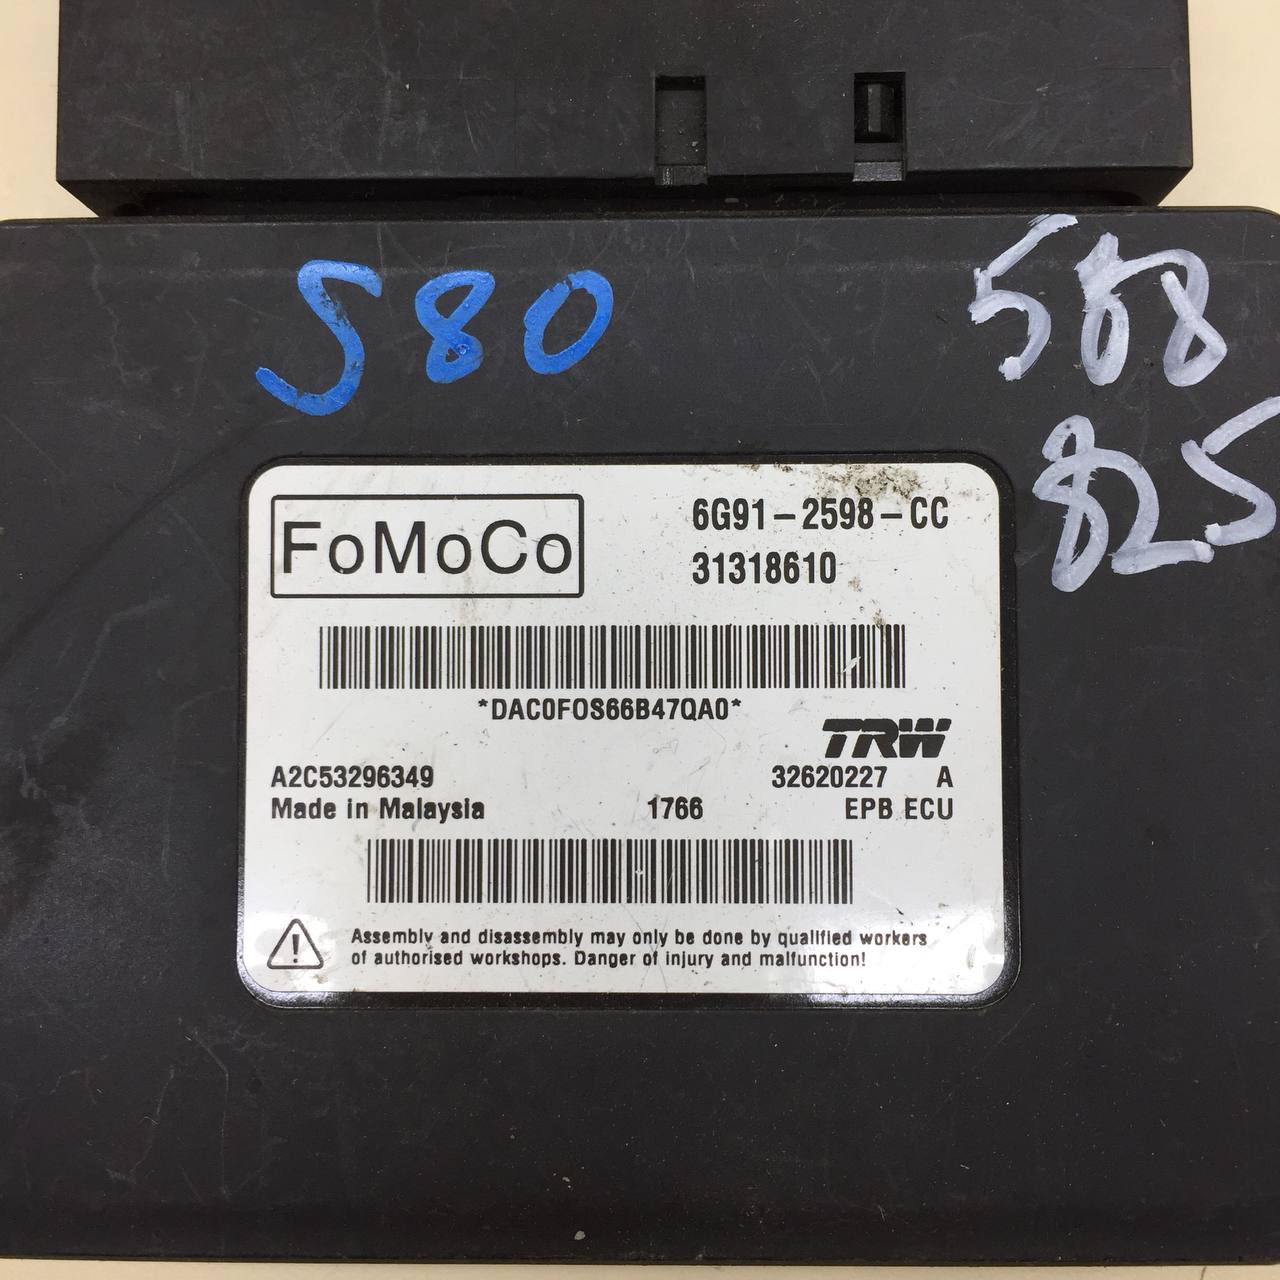 S80
588
825
FoMoCo
6G91-2598-CC
31318610
*DAC0F0S66B47QA0*
TRW
A2C53296349
32620227 A
Made in Malaysia
1766
EPB ECU
Assembly and disassembly may only be done by qualified workers
of authorised workshops. Danger of injury and malfunction!